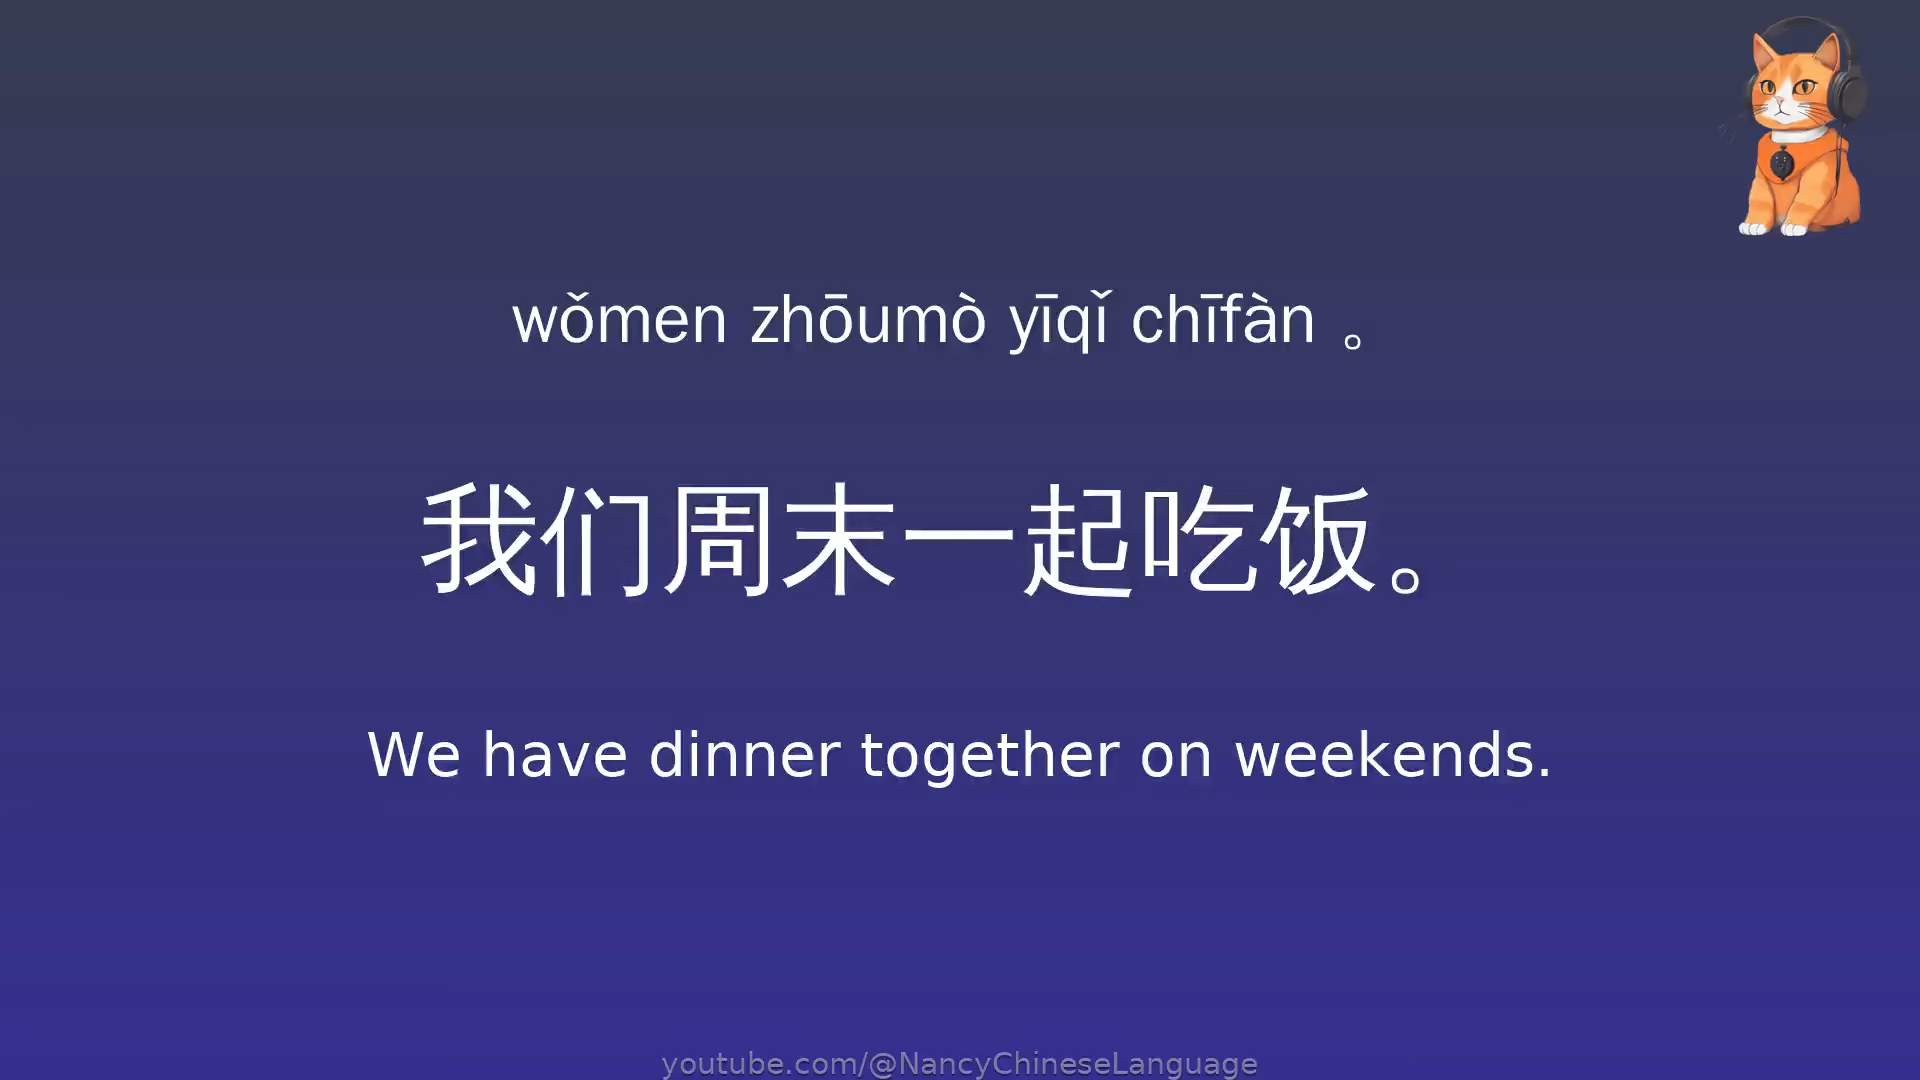 wǒmen zhōumò yīqǐ chīfàn 。
我们周末一起吃饭。
We have dinner together on weekends.
youtube.com/@NancyChineseLanguage